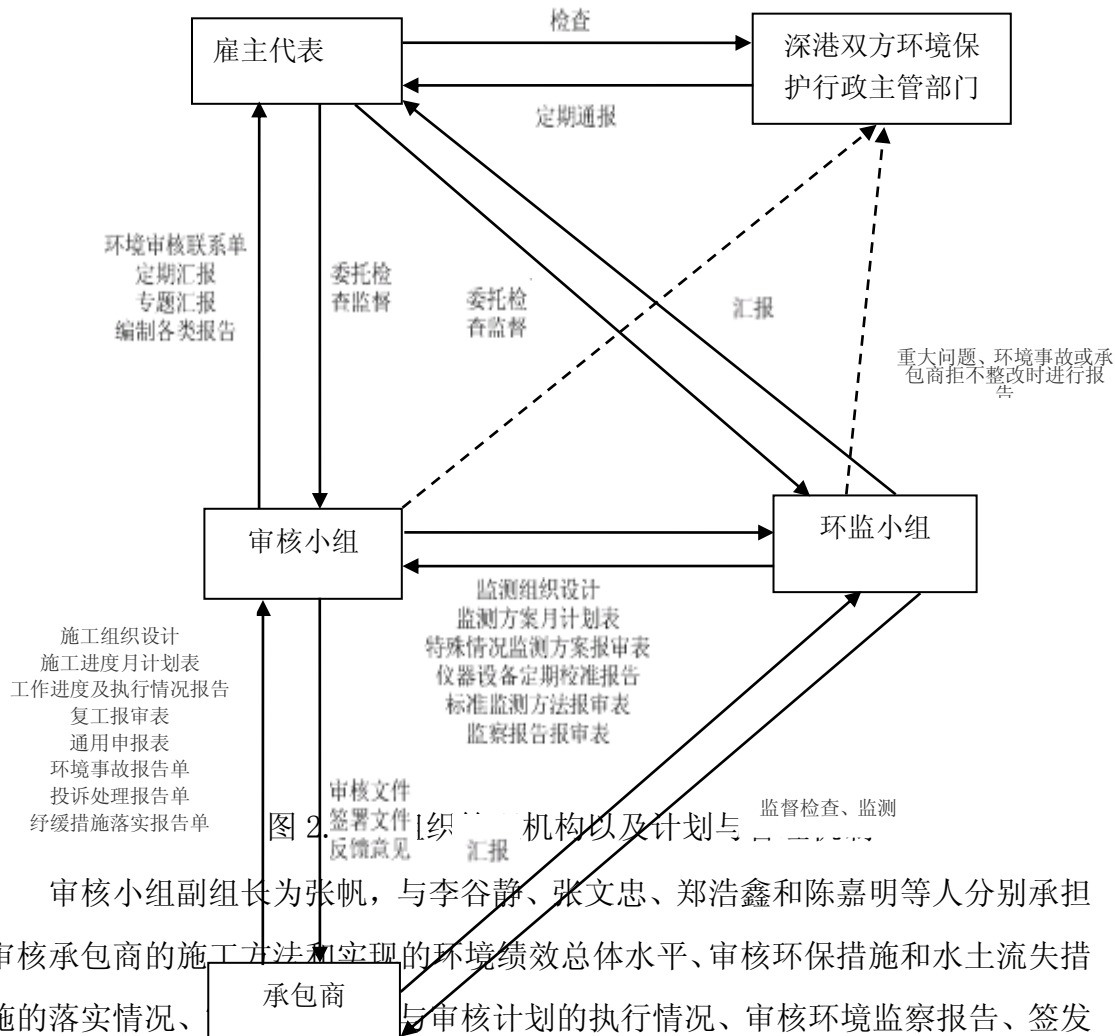 检查
雇主代表
深港双方环境保
护行政主管部门
定期通报
环境审核联系单
定期汇报
专题汇报
编制各类报告
委托检
查监督
委托检
查监督
汇报
重大问题、环境事故或承
包商拒不整改时进行报
告
审核小组
环监小组
监测组织设计
监测方案月计划表
特殊情况监测方案报审表
仪器设备定期校准报告
标准监测方法报审表
监察报告报审表
施工组织设计
施工进度月计划表
工作进度及执行情况报告
复工报审表
通用申报表
环境事故报告单
投诉处理报告单
纾缓措施落实报告单
审核文件
签署文件
反馈意见
汇报
监督检查、监测
图 2. 织 机构以及计划与
审核小组副组长为张帆，与李谷静、张文忠、郑浩鑫和陈嘉明等人分别承担
审核承包商的施工方法和实现的环境绩效总体水平、审核环保措施和水土流失措
施的落实情况、 与审核计划的执行情况、审核环境监察报告、签发
承包商